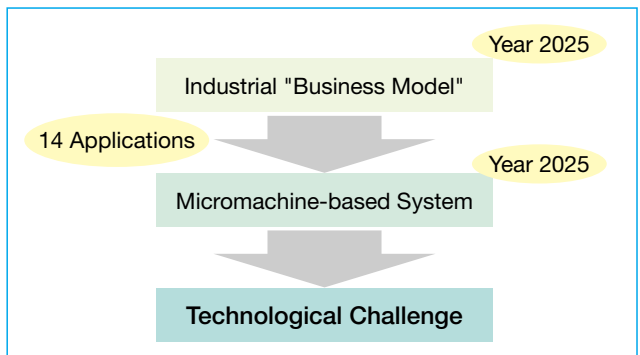 Year 2025
Industrial "Business Model"
14 Applications
Year 2025
Micromachine-based System
Technological Challenge